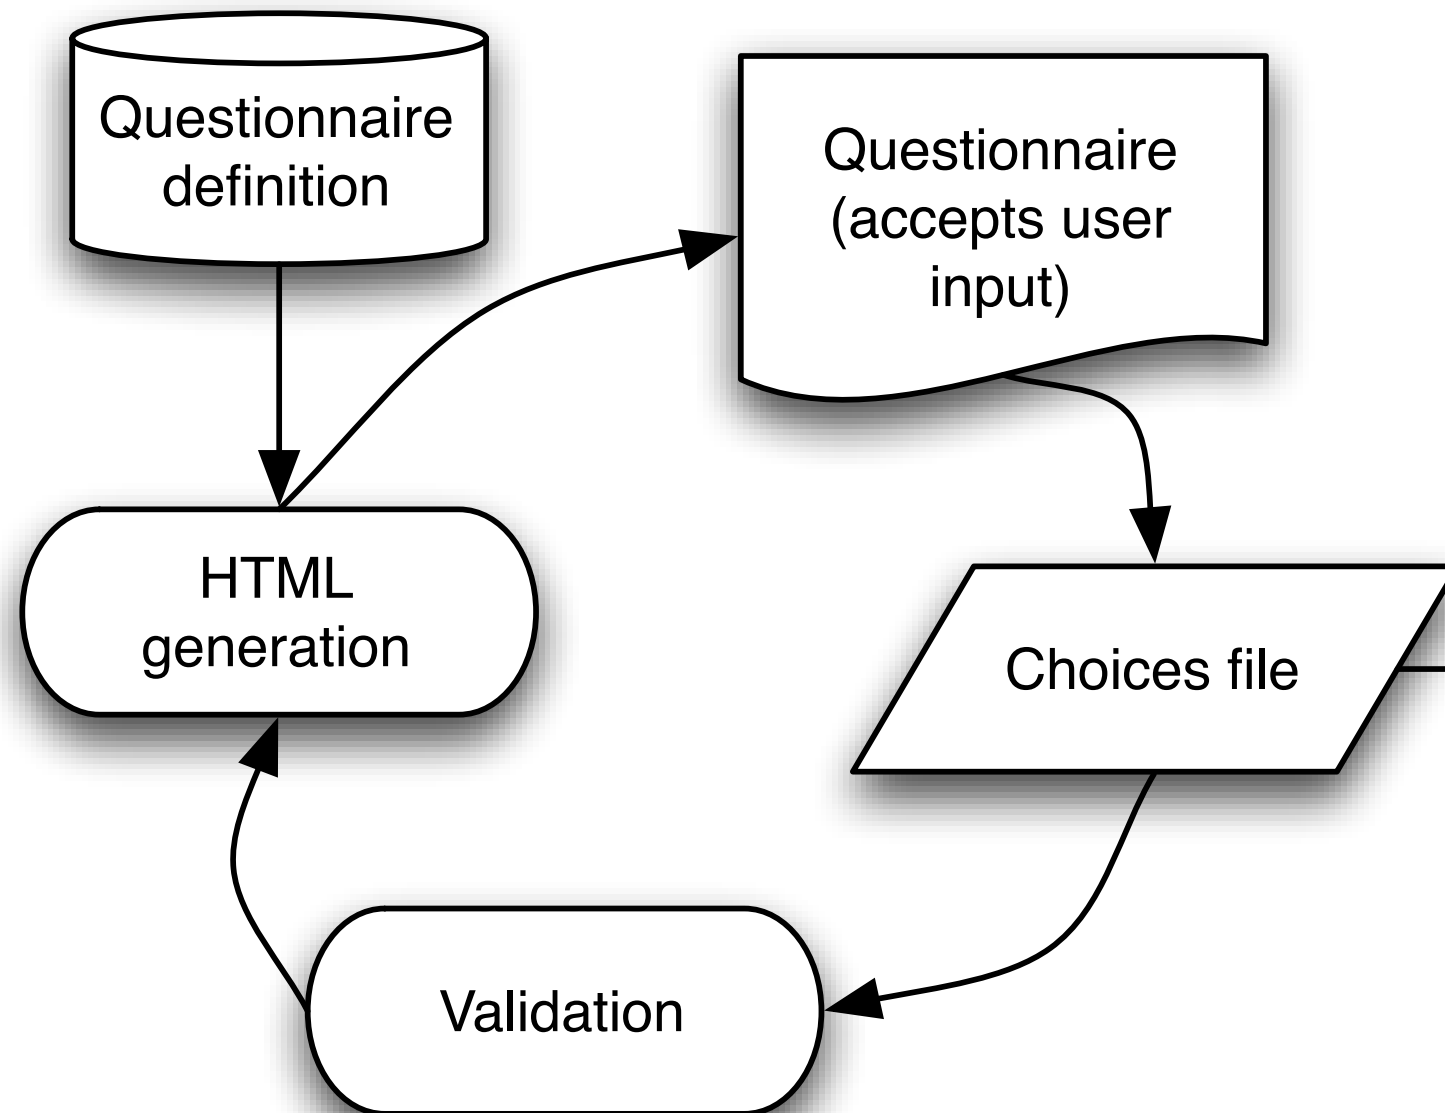 Questionnaire
definition
Questionnaire
(accepts user
input)
HTML
generation
Choices file
Validation